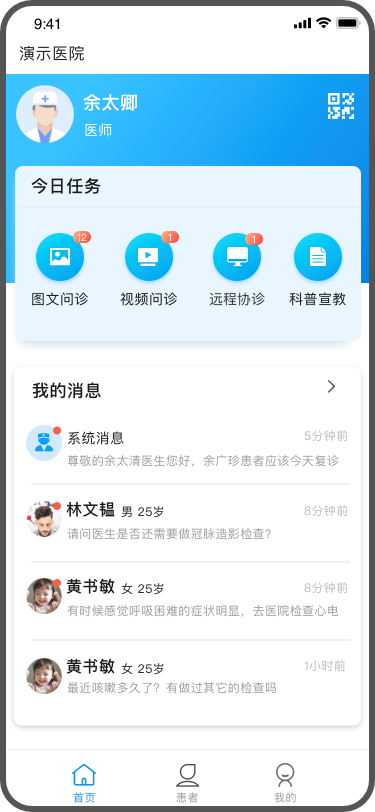 9:41
演示医院
余太卿
医师
今日任务
12
1
1
图文问诊
视频问诊
远程协诊
科普宣教
我的消息
系统消息
5分钟前
尊敬的余太清医生您好，余广珍患者应该今天复诊
林文韫 男 25岁
8分钟前
请问医生是否还需要做冠脉造影检查？
黄书敏 女 25岁
8分钟前
有时候感觉呼吸困难的症状明显，去医院检查心电
黄书敏 女 25岁
1小时前
最近咳嗽多久了？有做过其它的检查吗
首页
患者
我的